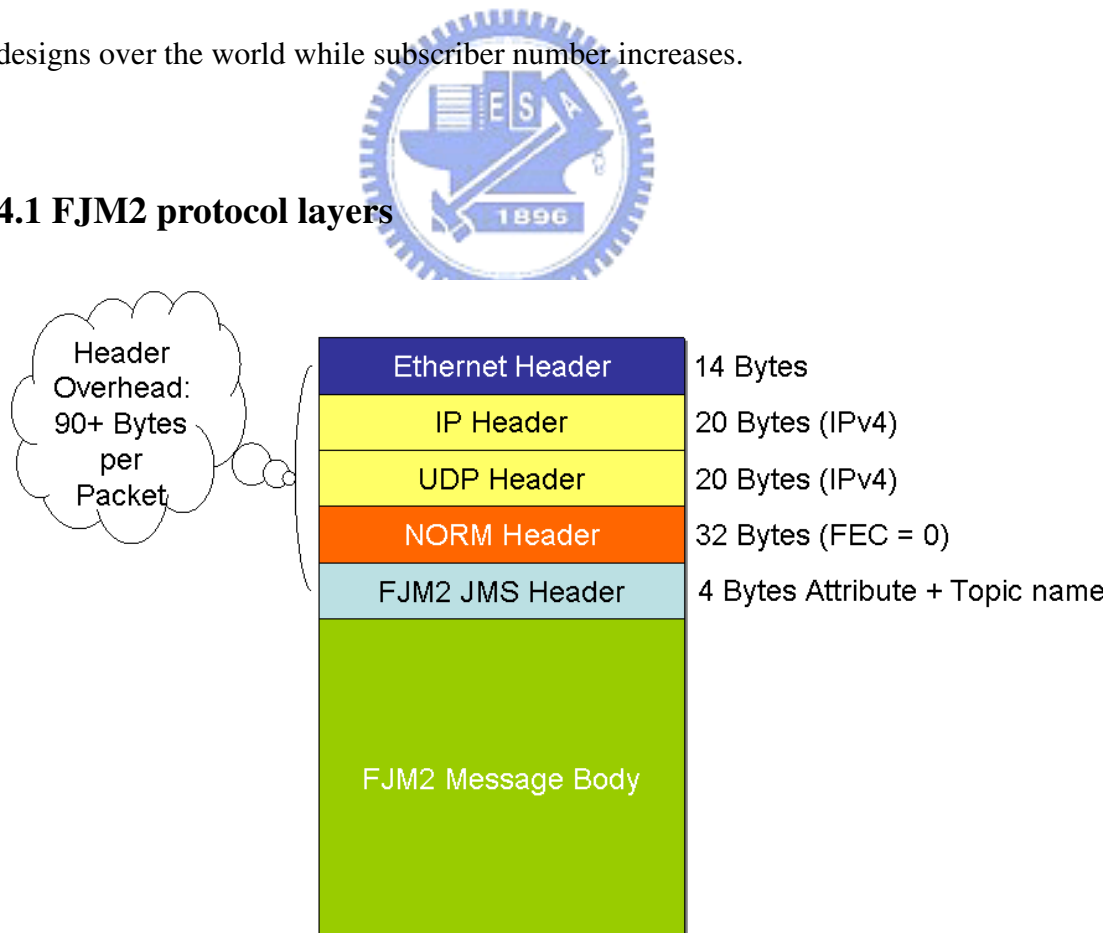 designs over the world while subscriber number increases.
E S A
1896
4.1 FJM2 protocol layers
Header
Overhead:
90+ Bytes
per
Packet
Ethernet Header 14 Bytes
IP Header 20 Bytes (IPv4)
UDP Header 20 Bytes (IPv4)
NORM Header 32 Bytes (FEC = 0)
FJM2 JMS Header 4 Bytes Attribute + Topic name
FJM2 Message Body